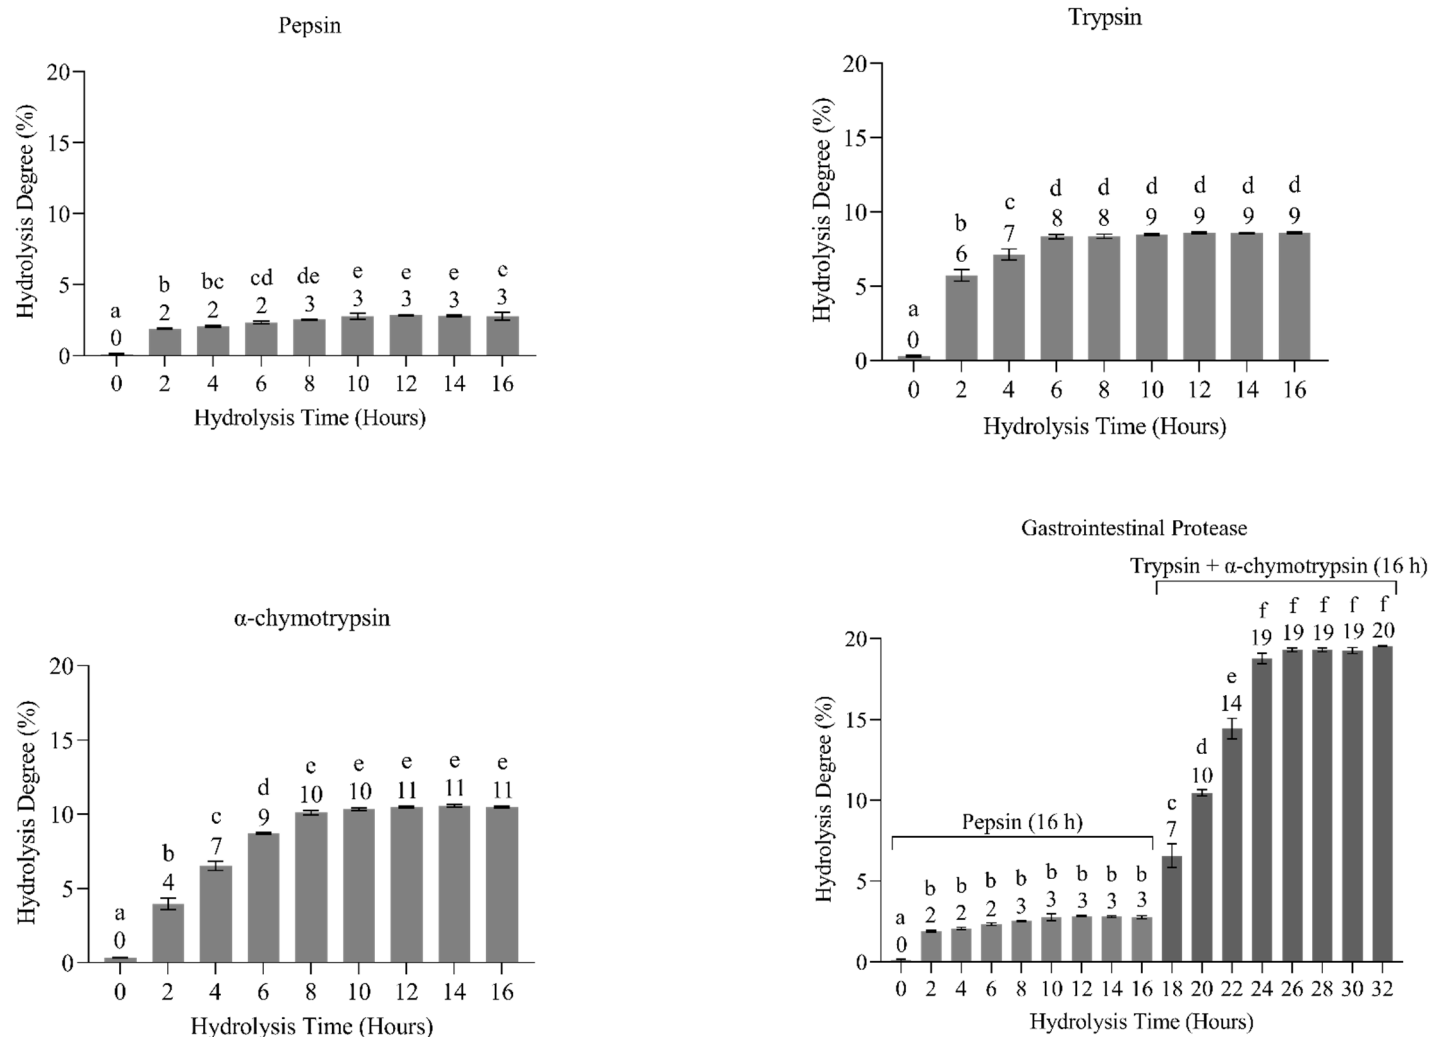 Pepsin
20
15
10
5
0
Hydrolysis Degree (%)
a b bc cd de e e e c
0 2 2 2 3 3 3 3 3
0 2 4 6 8 10 12 14 16
Hydrolysis Time (Hours)
Trypsin
20
15
10
5
0
Hydrolysis Degree (%)
a b c d d d d d d
0 6 7 8 8 9 9 9 9
0 2 4 6 8 10 12 14 16
Hydrolysis Time (Hours)
α-chymotrypsin
20
15
10
5
0
Hydrolysis Degree (%)
a b c d c e e e e
0 4 7 9 10 10 11 11 11
0 2 4 6 8 10 12 14 16
Hydrolysis Time (Hours)
Gastrointestinal Protease
Trypsin + α-chymotrypsin (16 h)
Pepsin (16 h)
20
15
10
5
0
Hydrolysis Degree (%)
a b b b b b b b b c d e f f f f f
0 2 2 2 3 3 3 3 3 7 10 14 19 19 19 19 20
0 2 4 6 8 10 12 14 16 18 20 22 24 26 28 30 32
Hydrolysis Time (Hours)